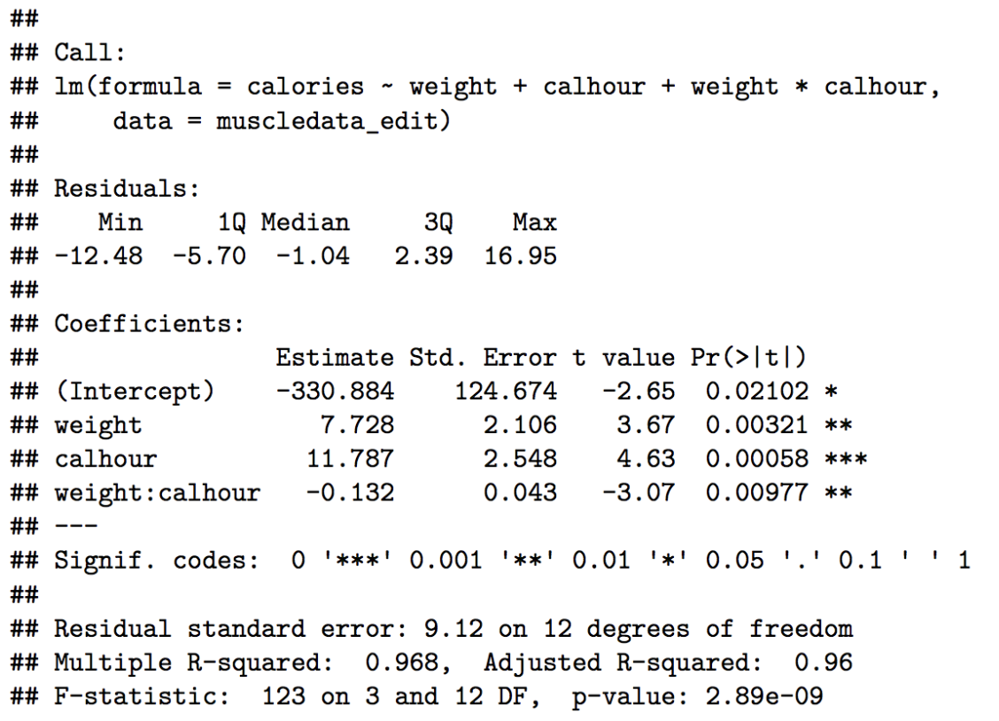 ##
## Call:
## lm(formula = calories ~ weight + calhour + weight * calhour,
##     data = muscledata_edit)
##
## Residuals:
##    Min     1Q Median     3Q    Max
## -12.48  -5.70  -1.04   2.39  16.95
##
## Coefficients:
##                Estimate Std. Error t value Pr(>|t|)
## (Intercept)    -330.884    124.674   -2.65  0.02102 *
## weight            7.728      2.106    3.67  0.00321 **
## calhour          11.787      2.548    4.63  0.00058 ***
## weight:calhour   -0.132      0.043   -3.07  0.00977 **
## ---
## Signif. codes:  0 '***' 0.001 '**' 0.01 '*' 0.05 '.' 0.1 ' ' 1
##
## Residual standard error: 9.12 on 12 degrees of freedom
## Multiple R-squared:  0.968,  Adjusted R-squared:  0.96
## F-statistic:  123 on 3 and 12 DF,  p-value: 2.89e-09